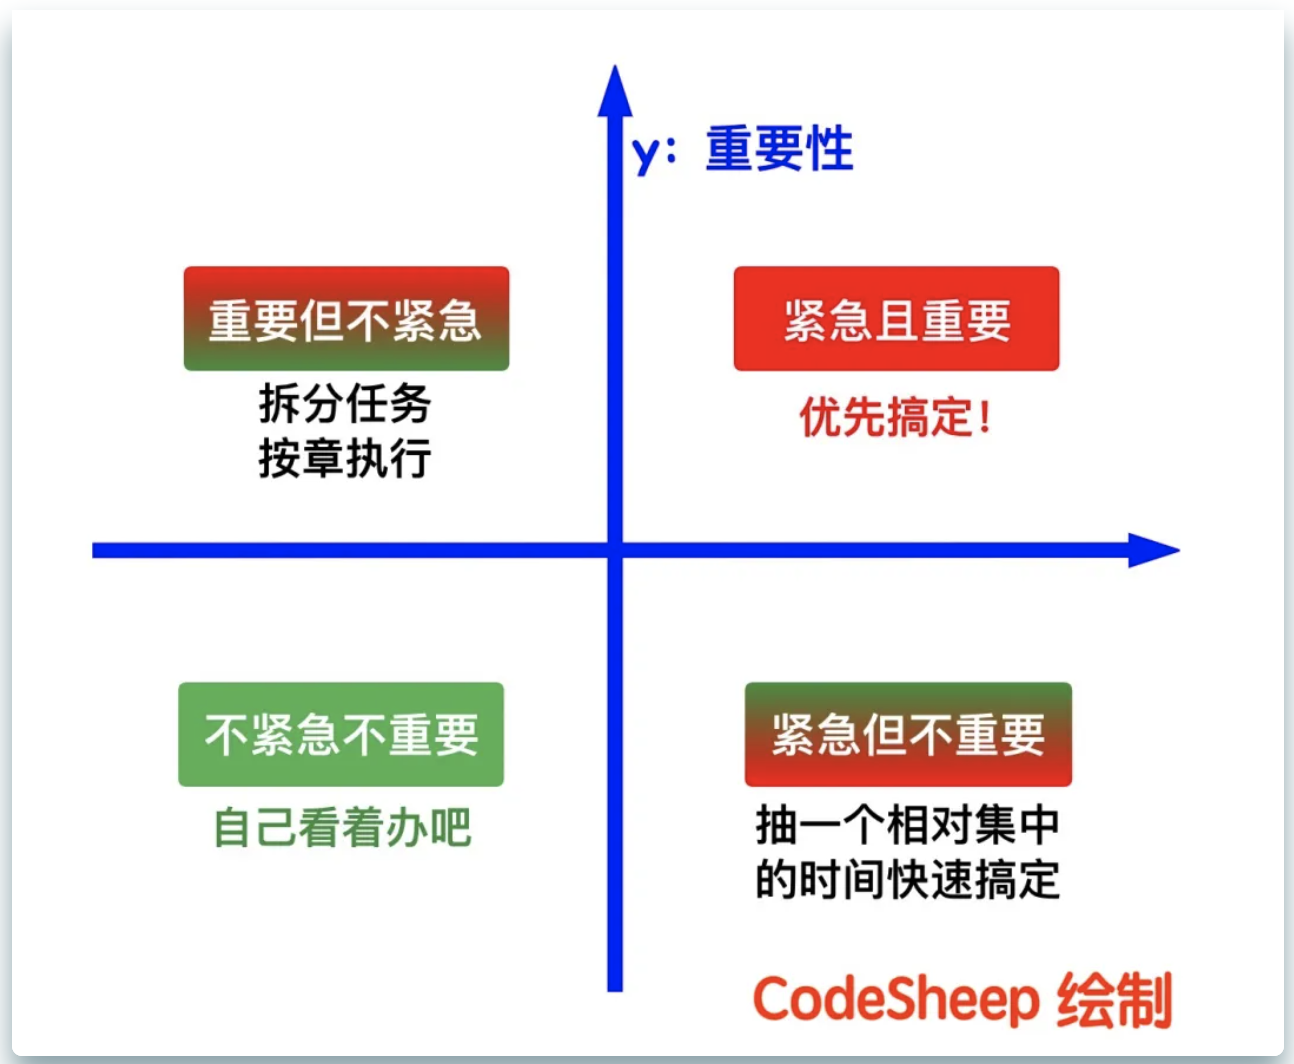 y：重要性
重要但不紧急
拆分任务
按章执行
紧急且重要
优先搞定！
不紧急不重要
自己看着办吧
紧急但不重要
抽一个相对集中
的时间快速搞定
CodeSheep 绘制